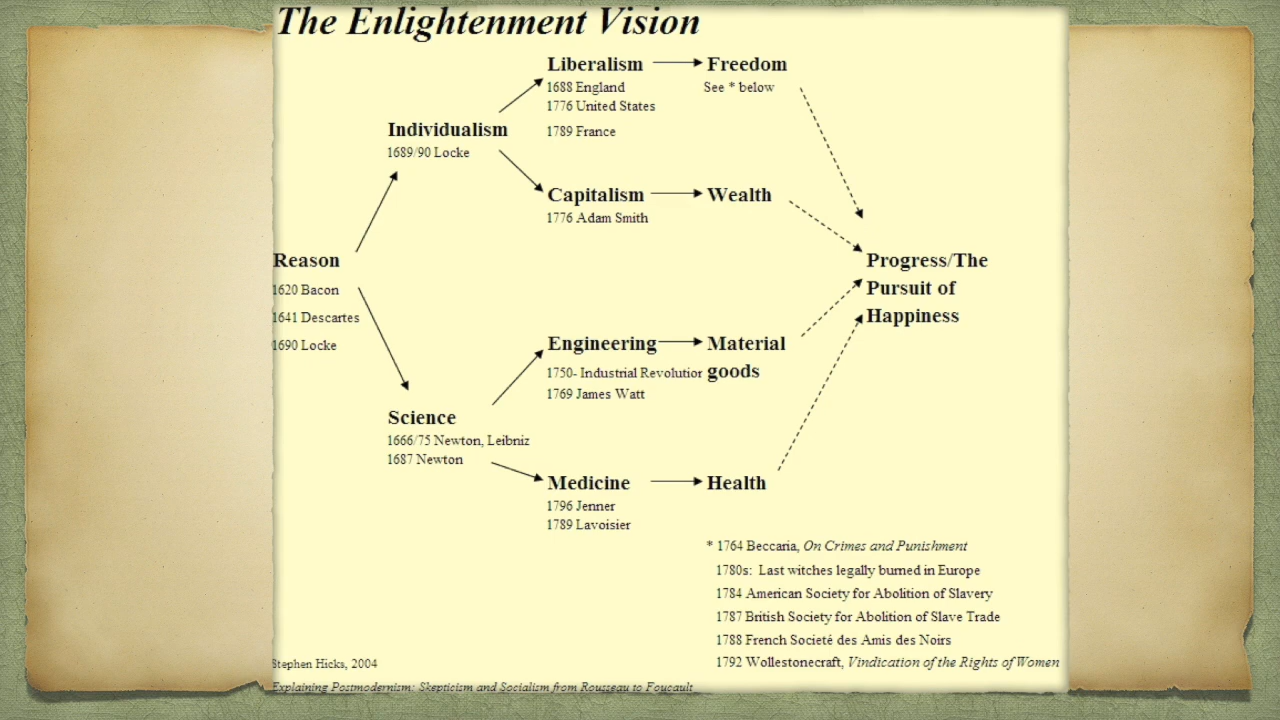 The Enlightenment Vision
Liberalism
1688 England
1776 United States
1789 France
Freedom
See * below
Individualism
1689/90 Locke
Capitalism
1776 Adam Smith
Wealth
Reason
1620 Bacon
1641 Descartes
1690 Locke
Progress/The
Pursuit of
Happiness
Engineering
1750- Industrial Revolution
1769 James Watt
Material
goods
Science
1666/75 Newton, Leibniz
1687 Newton
Medicine
1796 Jenner
1789 Lavoisier
Health
* 1764 Beccaria, On Crimes and Punishment
1780s: Last witches legally burned in Europe
1784 American Society for Abolition of Slavery
1787 British Society for Abolition of Slave Trade
1788 French Societé des Amis des Noirs
1792 Wollestonecraft, Vindication of the Rights of Women
Stephen Hicks, 2004
Explaining Postmodernism: Skepticism and Socialism from Rousseau to Foucault